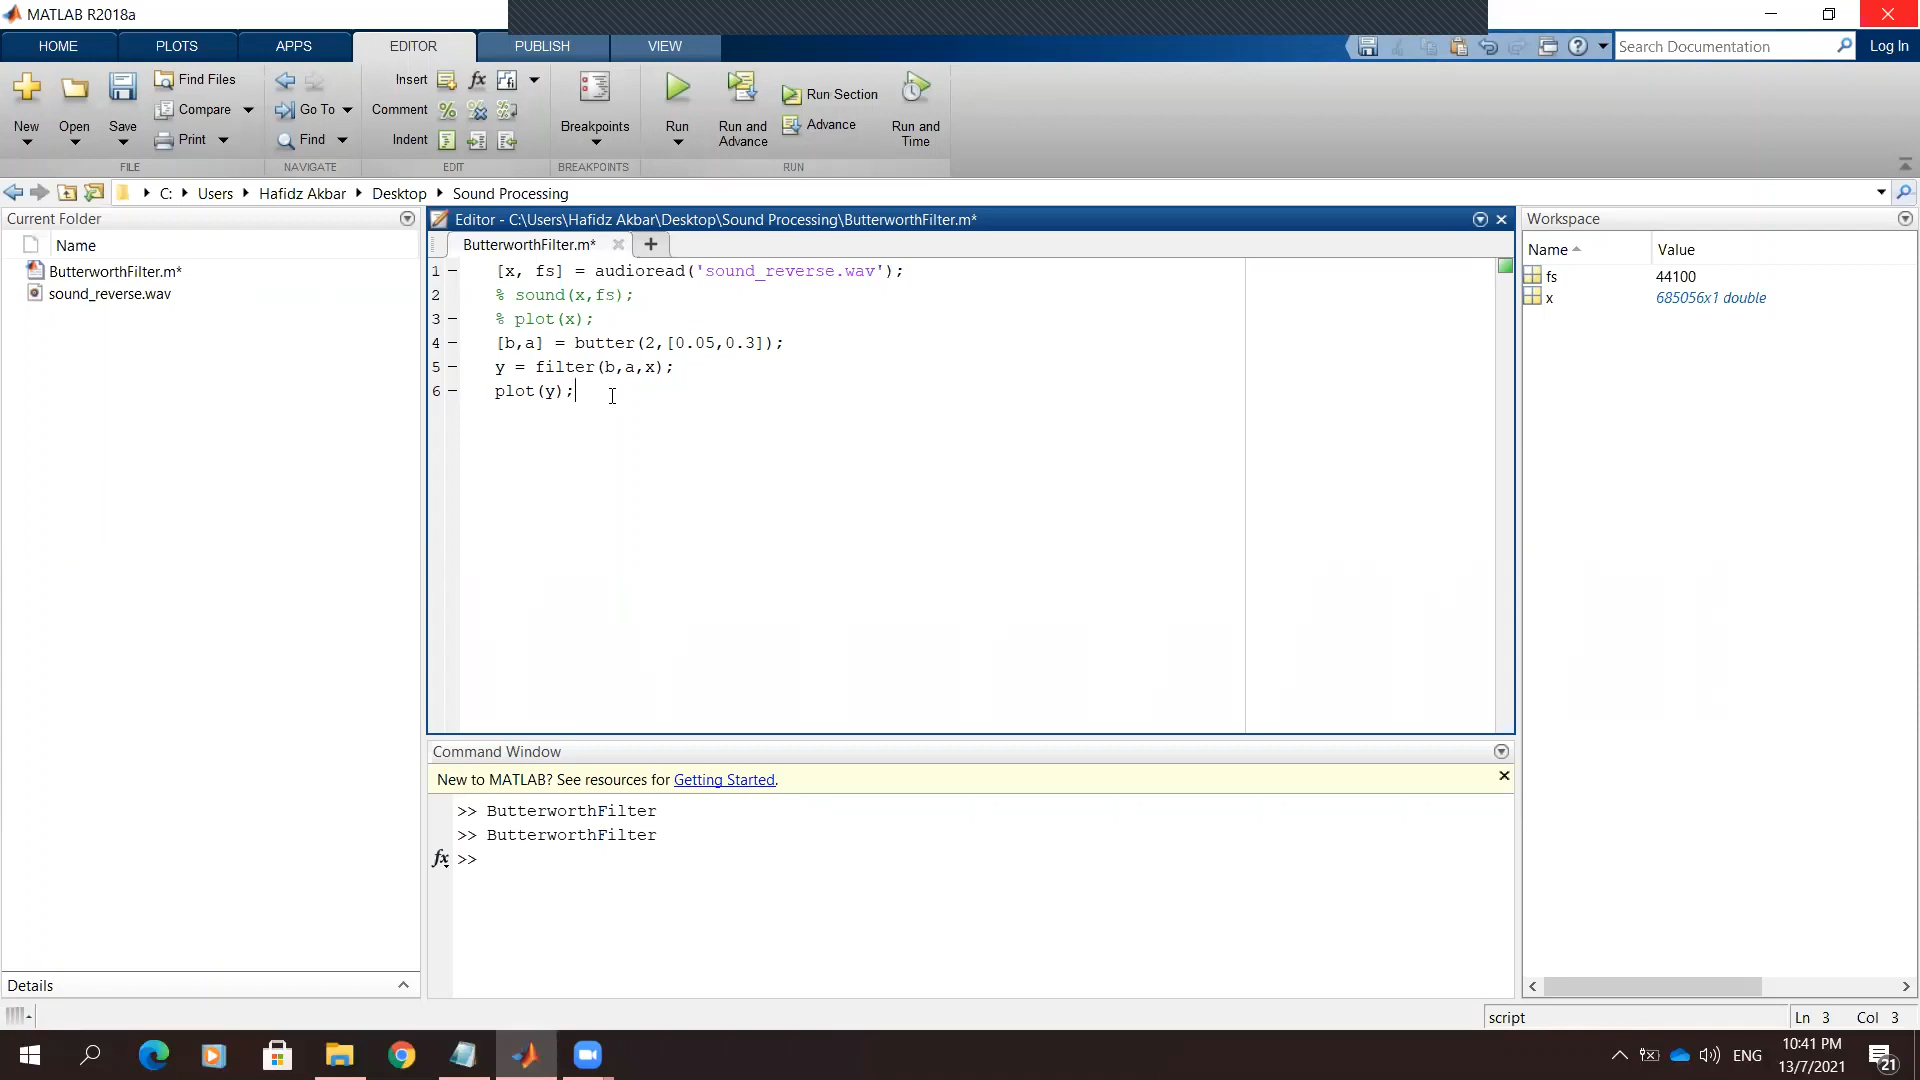 MATLAB R2018a
HOME PLOTS APPS EDITOR PUBLISH VIEW
Search Documentation Log In
New Open Save Find Files Compare Print
Go To Find
Insert fx Comment Indent
Breakpoints
Run Run and Advance Run Section Advance Run and Time
FILE NAVIGATE EDIT BREAKPOINTS RUN
C: Users Hafidz Akbar Desktop Sound Processing
Current Folder
Name
ButterworthFilter.m*
sound_reverse.wav
Editor - C:\Users\Hafidz Akbar\Desktop\Sound Processing\ButterworthFilter.m*
ButterworthFilter.m*
1 [x, fs] = audioread('sound_reverse.wav');
2 % sound(x,fs);
3 % plot(x);
4 [b,a] = butter(2,[0.05,0.3]);
5 y = filter(b,a,x);
6 plot(y);
Workspace
Name Value
fs 44100
x 685056x1 double
Command Window
New to MATLAB? See resources for Getting Started.
>> ButterworthFilter
>> ButterworthFilter
fx >>
Details
script Ln 3 Col 3
ENG
10:41 PM
13/7/2021
21